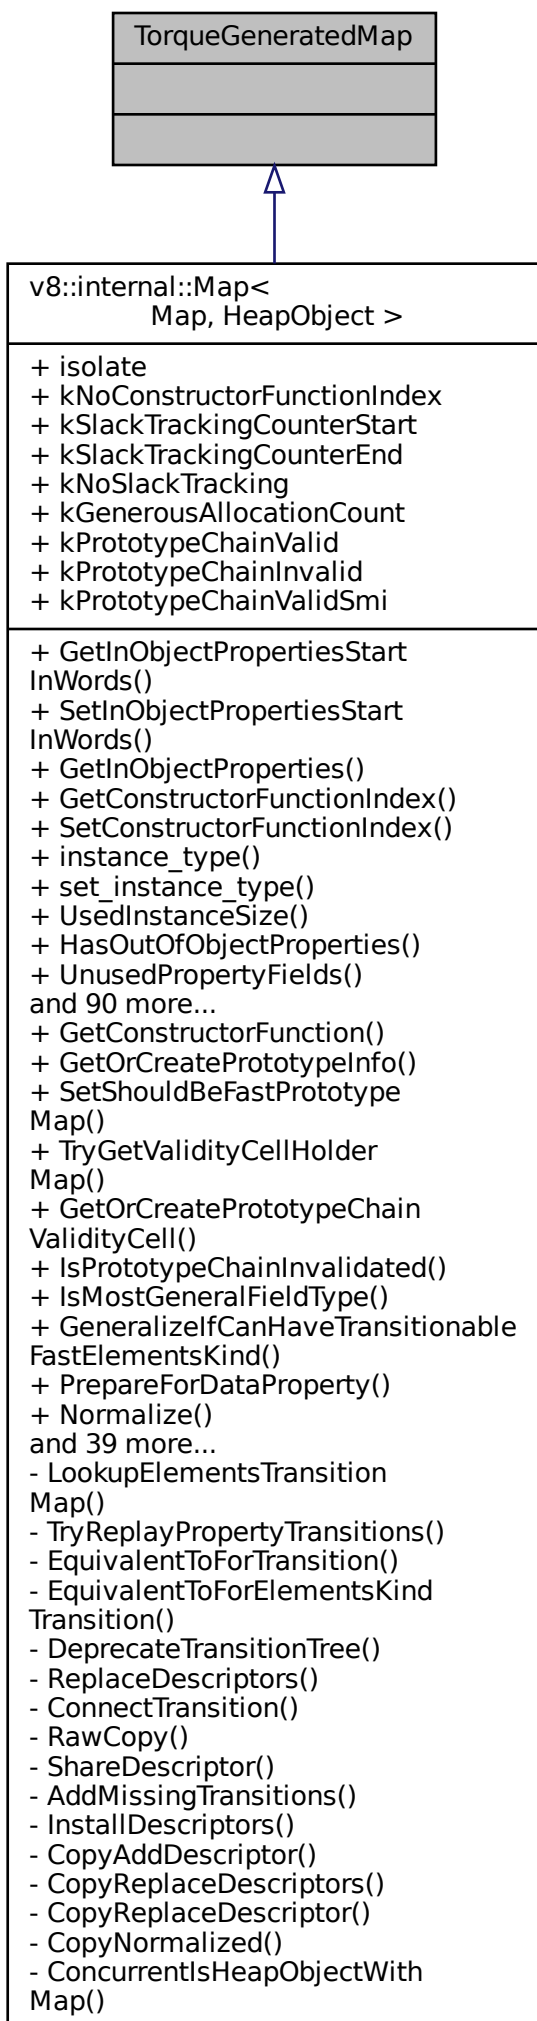 TorqueGeneratedMap
v8::internal::Map<
Map, HeapObject >
+ isolate
+ kNoConstructorFunctionIndex
+ kSlackTrackingCounterStart
+ kSlackTrackingCounterEnd
+ kNoSlackTracking
+ kGenerousAllocationCount
+ kPrototypeChainValid
+ kPrototypeChainInvalid
+ kPrototypeChainValidSmi
+ GetInObjectPropertiesStart
InWords()
+ SetInObjectPropertiesStart
InWords()
+ GetInObjectProperties()
+ GetConstructorFunctionIndex()
+ SetConstructorFunctionIndex()
+ instance_type()
+ set_instance_type()
+ UsedInstanceSize()
+ HasOutOfObjectProperties()
+ UnusedPropertyFields()
and 90 more...
+ GetConstructorFunction()
+ GetOrCreatePrototypeInfo()
+ SetShouldBeFastPrototype
Map()
+ TryGetValidityCellHolder
Map()
+ GetOrCreatePrototypeChain
ValidityCell()
+ IsPrototypeChainInvalidated()
+ IsMostGeneralFieldType()
+ GeneralizeIfCanHaveTransitionable
FastElementsKind()
+ PrepareForDataProperty()
+ Normalize()
and 39 more...
- LookupElementsTransition
Map()
- TryReplayPropertyTransitions()
- EquivalentToForTransition()
- EquivalentToForElementsKind
Transition()
- DeprecateTransitionTree()
- ReplaceDescriptors()
- ConnectTransition()
- RawCopy()
- ShareDescriptor()
- AddMissingTransitions()
- InstallDescriptors()
- CopyAddDescriptor()
- CopyReplaceDescriptors()
- CopyReplaceDescriptor()
- CopyNormalized()
- ConcurrentIsHeapObjectWith
Map()